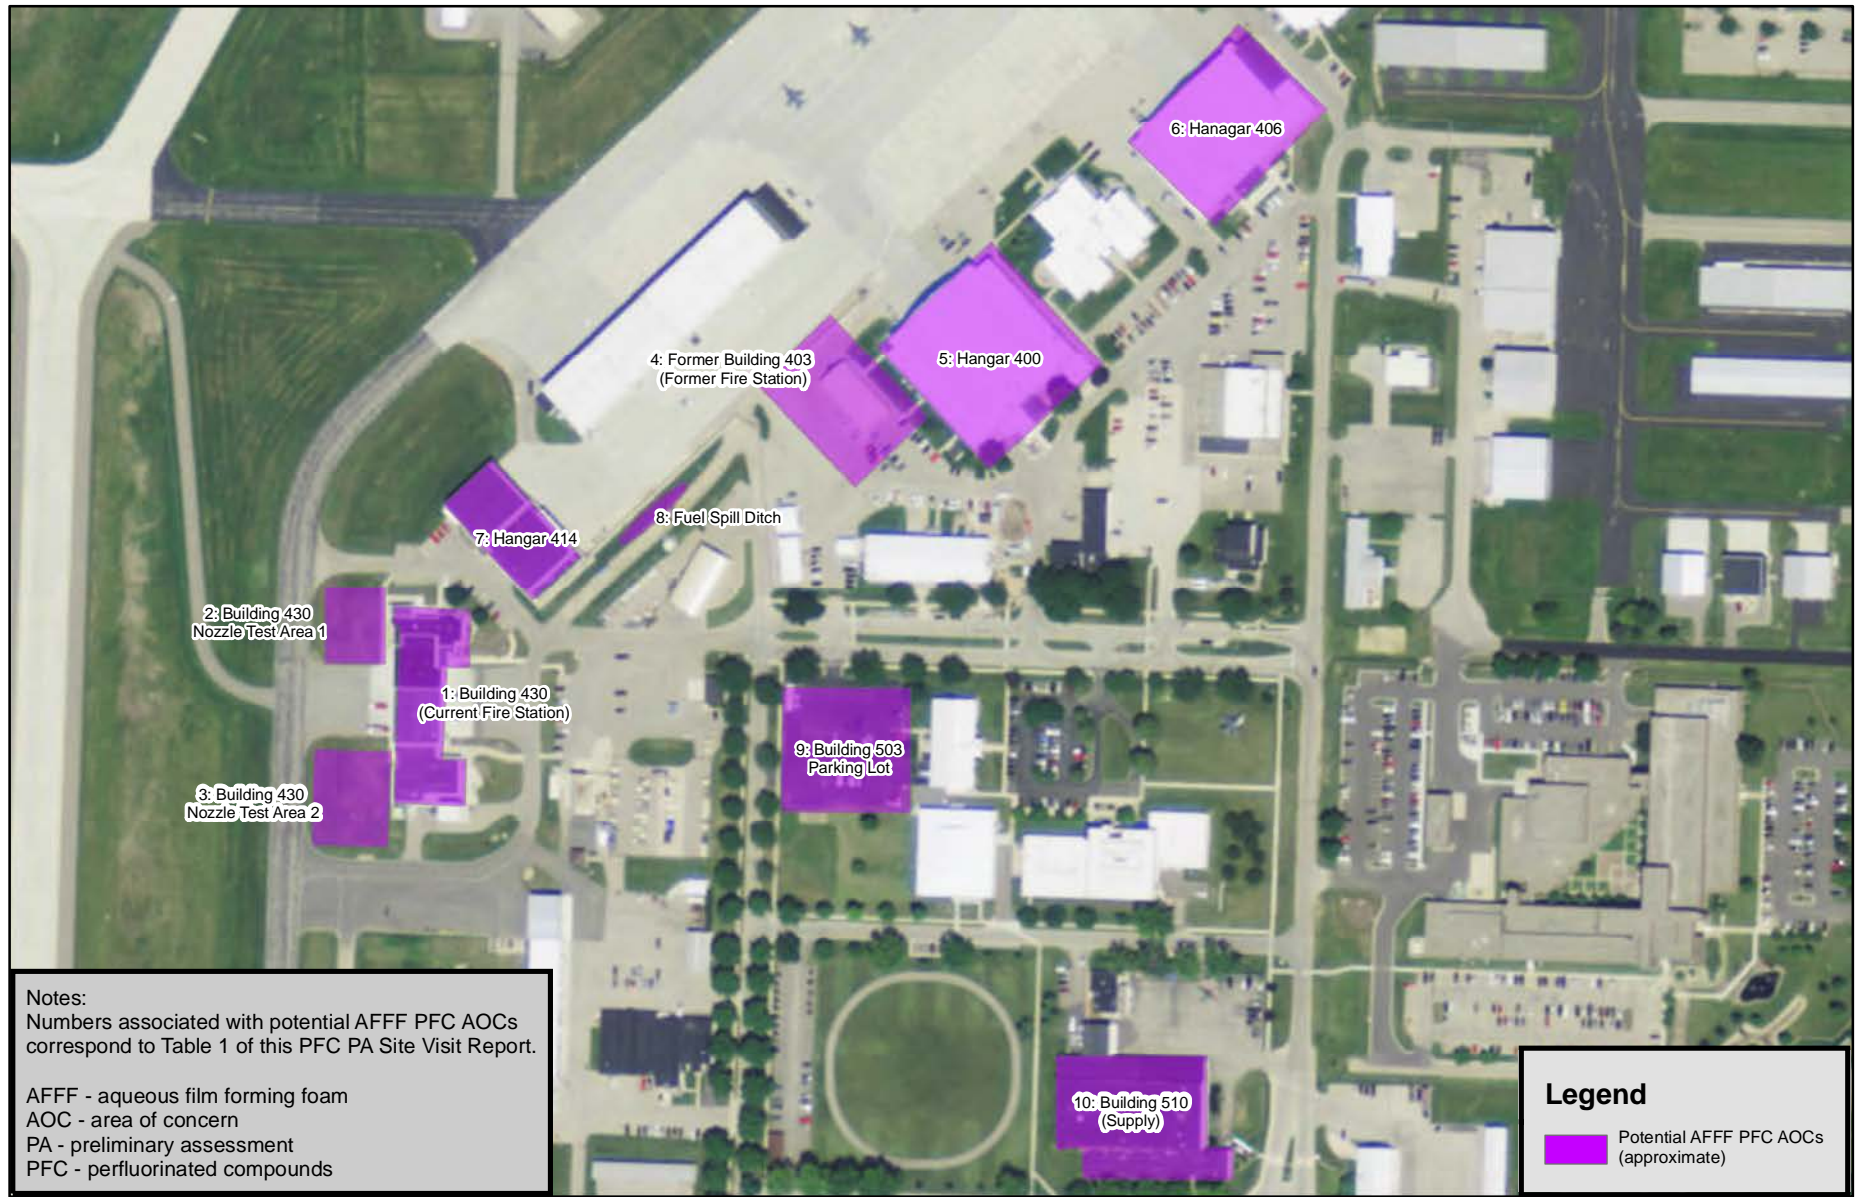 6: Hanagar 406
4: Former Building 403
(Former Fire Station)
5: Hangar 400
8: Fuel Spill Ditch
7: Hangar 414
2: Building 430
Nozzle Test Area 1
1: Building 430
(Current Fire Station)
9: Building 503
Parking Lot
3: Building 430
Nozzle Test Area 2
10: Building 510
(Supply)
Notes:
Numbers associated with potential AFFF PFC AOCs
correspond to Table 1 of this PFC PA Site Visit Report.
AFFF - aqueous film forming foam
AOC - area of concern
PA - preliminary assessment
PFC - perfluorinated compounds
Legend
Potential AFFF PFC AOCs
(approximate)